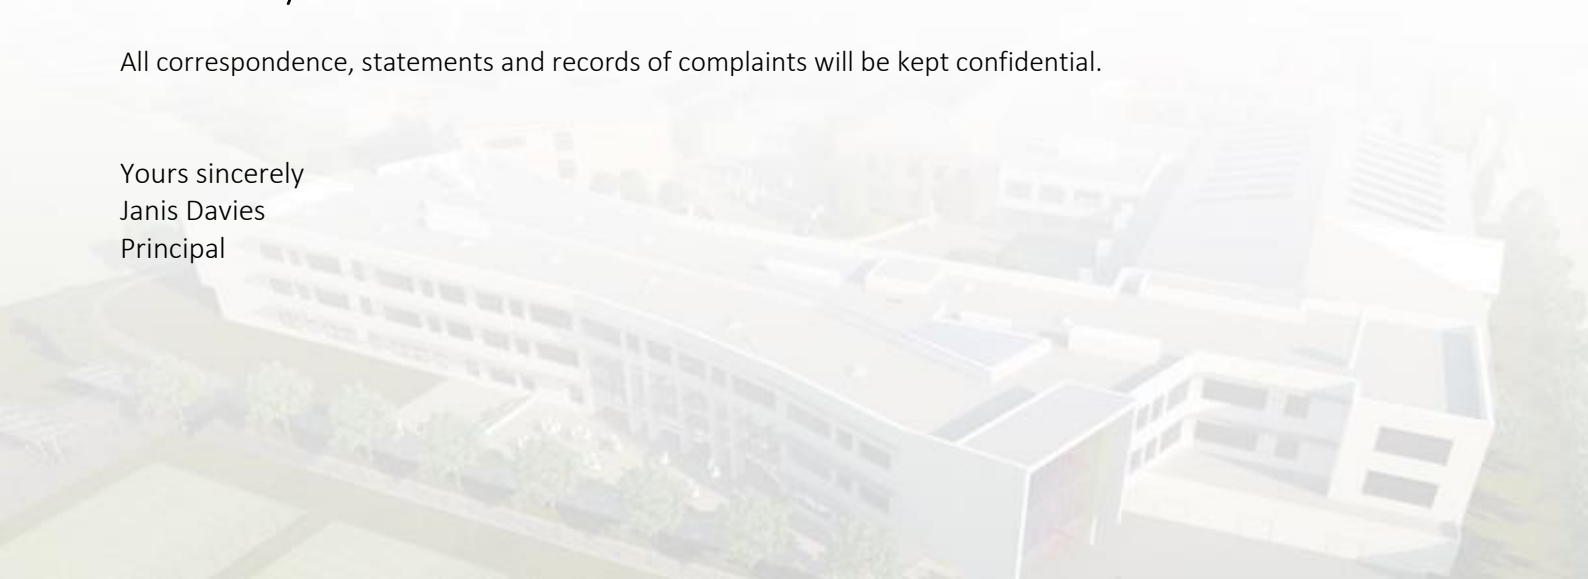 All correspondence, statements and records of complaints will be kept confidential.
Yours sincerely
Janis Davies
Principal